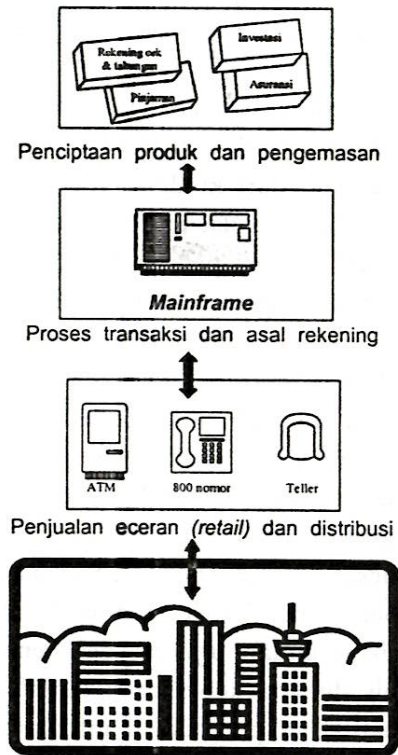 Rekening cek
& tabungan
Pinjaman
Investasi
Asuransi
Penciptaan produk dan pengemasan
Mainframe
Proses transaksi dan asal rekening
ATM
800 nomor
Teller
Penjualan eceran (retail) dan distribusi